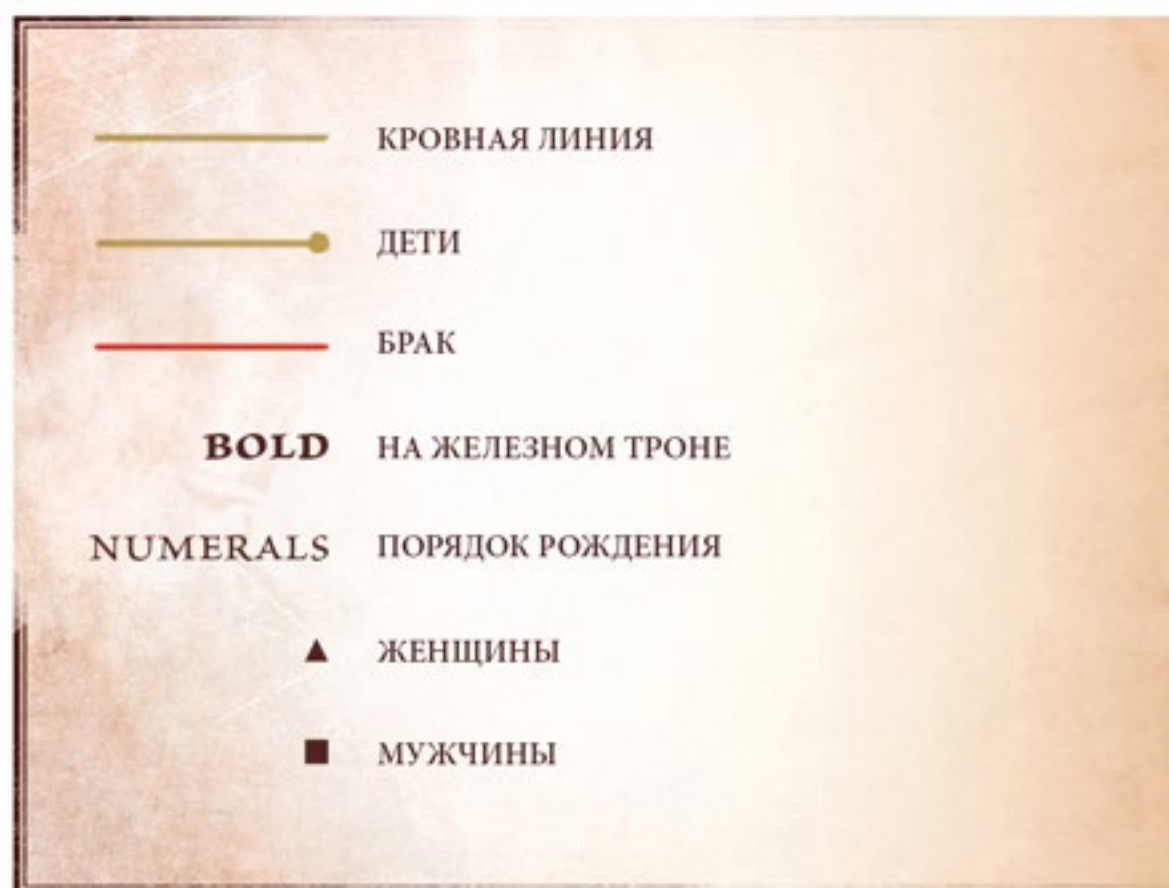 КРОВНАЯ ЛИНИЯ
ДЕТИ
БРАК
BOLD НА ЖЕЛЕЗНОМ ТРОНЕ
NUMERALS ПОРЯДОК РОЖДЕНИЯ
ЖЕНЩИНЫ
МУЖЧИНЫ